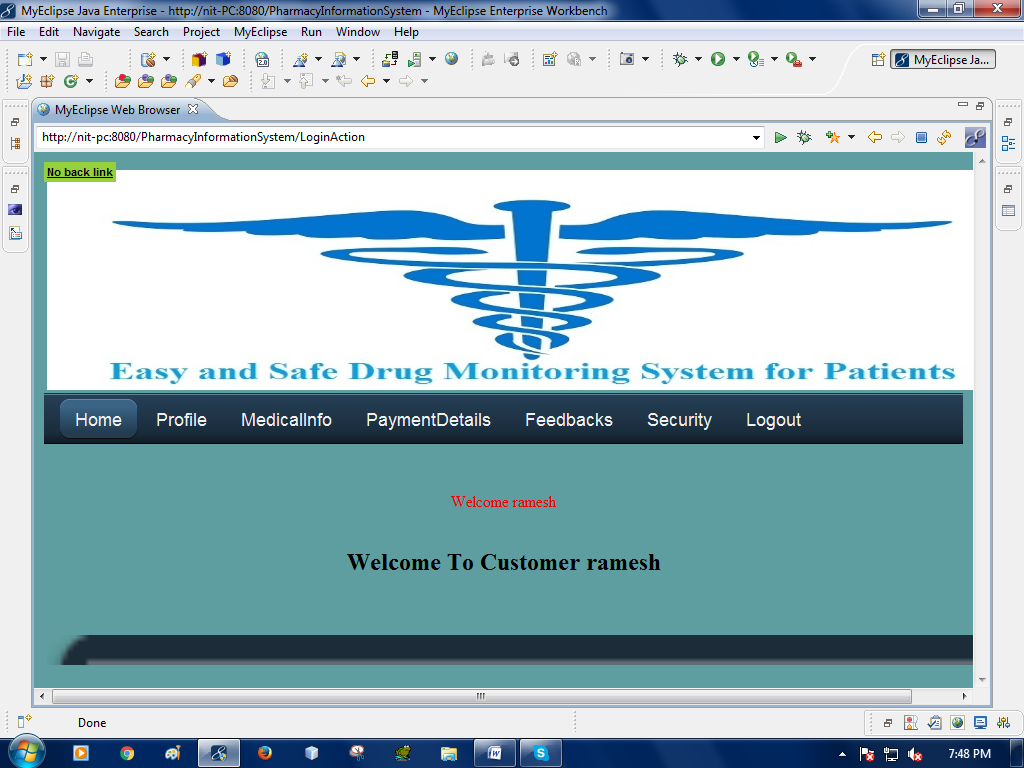 MyEclipse Java Enterprise - http://nit-PC:8080/PharmacyInformationSystem - MyEclipse Enterprise Workbench
File Edit Navigate Search Project MyEclipse Run Window Help
2.0
MyEclipse Ja...
MyEclipse Web Browser
http://nit-pc:8080/PharmacyInformationSystem/LoginAction
No back link
Easy and Safe Drug Monitoring System for Patients
Home Profile MedicalInfo PaymentDetails Feedbacks Security Logout
Welcome ramesh
Welcome To Customer ramesh
Done
7:48 PM